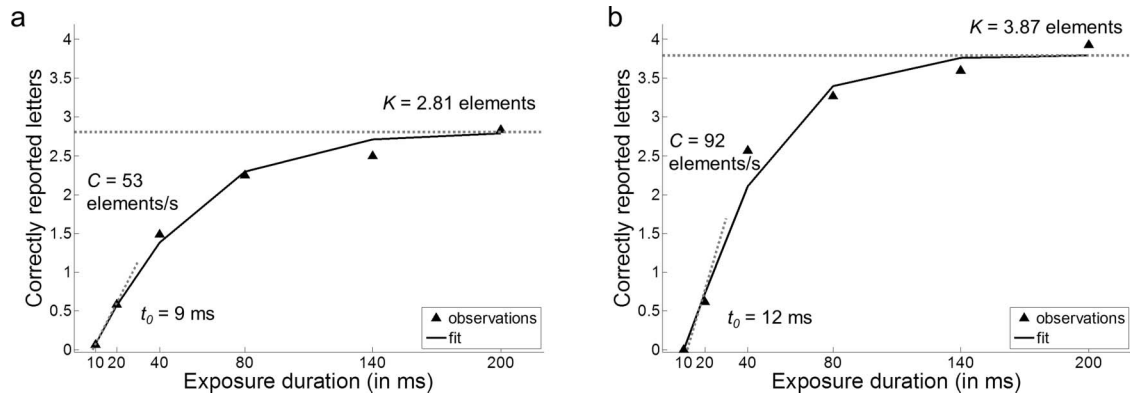 a
Correctly reported letters
4
3.5
3
2.5
2
1.5
1
0.5
0
K = 2.81 elements
C = 53
elements/s
t0 = 9 ms
observations
fit
10 20 40 80 140 200
Exposure duration (in ms)
b
Correctly reported letters
4
3.5
3
2.5
2
1.5
1
0.5
0
K = 3.87 elements
C = 92
elements/s
t0 = 12 ms
observations
fit
10 20 40 80 140 200
Exposure duration (in ms)